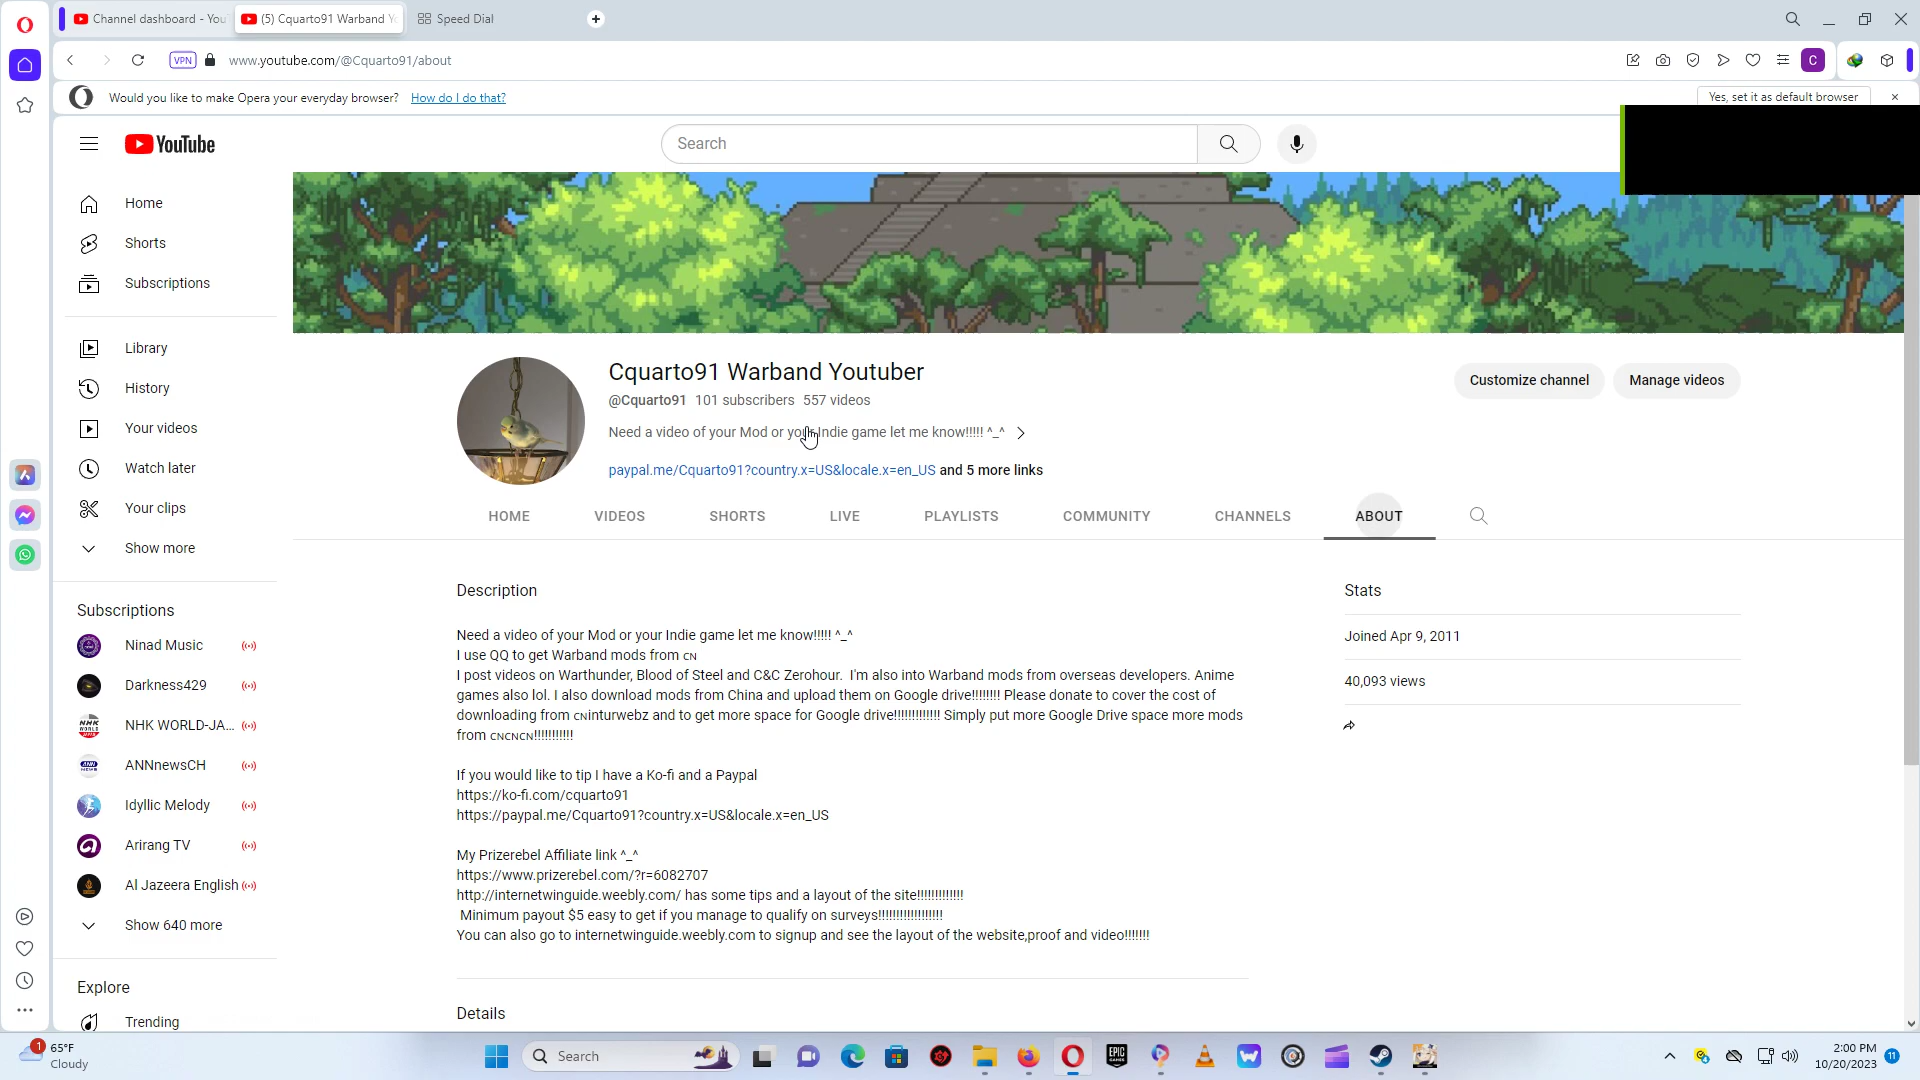 Channel dashboard - You
(5) Cquarto91 Warband Y
Speed Dial
VPN
www.youtube.com/@Cquarto91/about
C
Would you like to make Opera your everyday browser? How do I do that?
Yes, set it as default browser
YouTube
Search
Home
Shorts
Subscriptions
Library
History
Your videos
Watch later
Your clips
Show more
Subscriptions
Ninad Music
Darkness429
NHK WORLD-JA...
ANNnewsCH
Idyllic Melody
Arirang TV
Al Jazeera English
Show 640 more
Explore
Trending
Cquarto91 Warband Youtuber
@Cquarto91 101 subscribers 557 videos
Need a video of your Mod or your Indie game let me know!!!!! ^_^
paypal.me/Cquarto91?country.x=US&locale.x=en_US and 5 more links
Customize channel
Manage videos
HOME
VIDEOS
SHORTS
LIVE
PLAYLISTS
COMMUNITY
CHANNELS
ABOUT
Description
Need a video of your Mod or your Indie game let me know!!!!! ^_^
I use QQ to get Warband mods from ᴄɴ
I post videos on Warthunder, Blood of Steel and C&C Zerohour. I'm also into Warband mods from overseas developers. Anime
games also lol. I also download mods from China and upload them on Google drive!!!!!!!! Please donate to cover the cost of
downloading from ᴄɴinturwebz and to get more space for Google drive!!!!!!!!!!!!! Simply put more Google Drive space more mods
from ᴄɴᴄɴᴄɴ!!!!!!!!!!!
If you would like to tip I have a Ko-fi and a Paypal
https://ko-fi.com/cquarto91
https://paypal.me/Cquarto91?country.x=US&locale.x=en_US
My Prizerebel Affiliate link ^_^
https://www.prizerebel.com/?r=6082707
http://internetwinguide.weebly.com/ has some tips and a layout of the site!!!!!!!!!!!!!
Minimum payout $5 easy to get if you manage to qualify on surveys!!!!!!!!!!!!!!!!!!
You can also go to internetwinguide.weebly.com to signup and see the layout of the website,proof and video!!!!!!!
Details
Stats
Joined Apr 9, 2011
40,093 views
1
65°F
Cloudy
Search
EPIC
GAMES
2:00 PM
10/20/2023
11